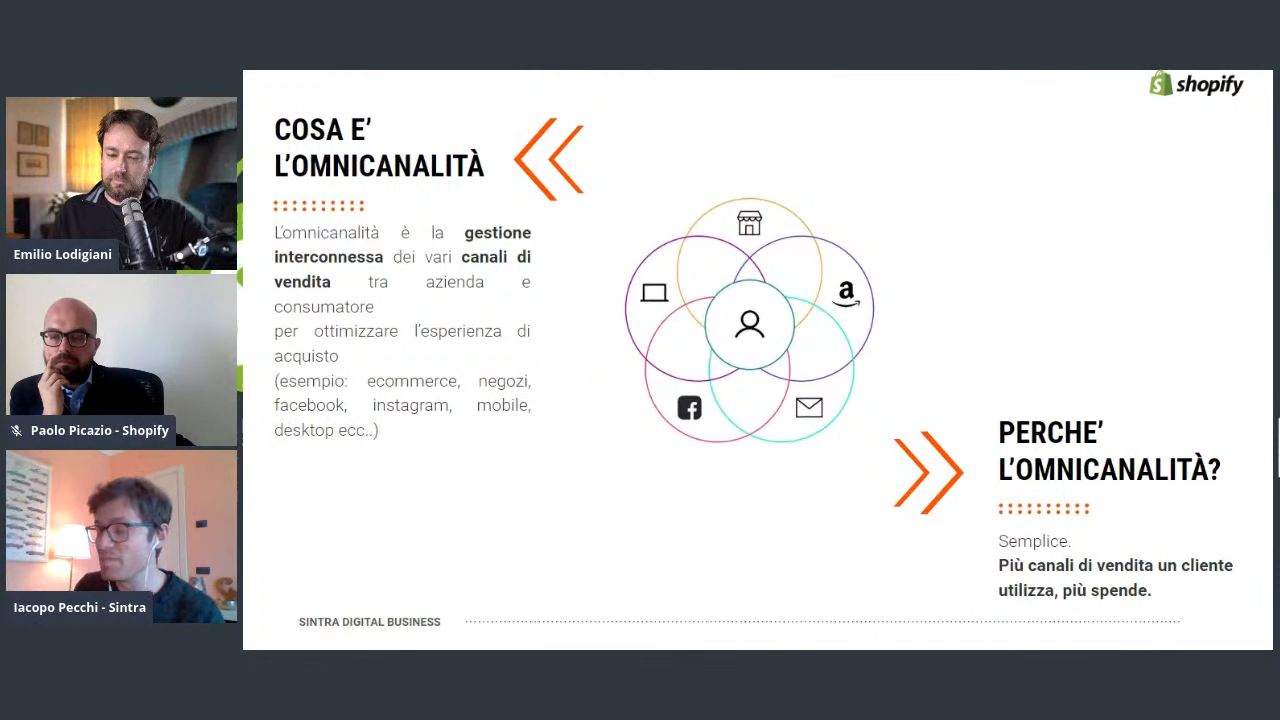 Emilio Lodigiani
Paolo Picazio - Shopify
Iacopo Pecchi - Sintra
shopify
COSA E’
L’OMNICANALITÀ
L’omnicanalità è la gestione
interconnessa dei vari canali di
vendita tra azienda e
consumatore
per ottimizzare l’esperienza di
acquisto
(esempio: ecommerce, negozi,
facebook, instagram, mobile,
desktop ecc..)
a
PERCHE’
L’OMNICANALITÀ?
Semplice.
Più canali di vendita un cliente
utilizza, più spende.
SINTRA DIGITAL BUSINESS